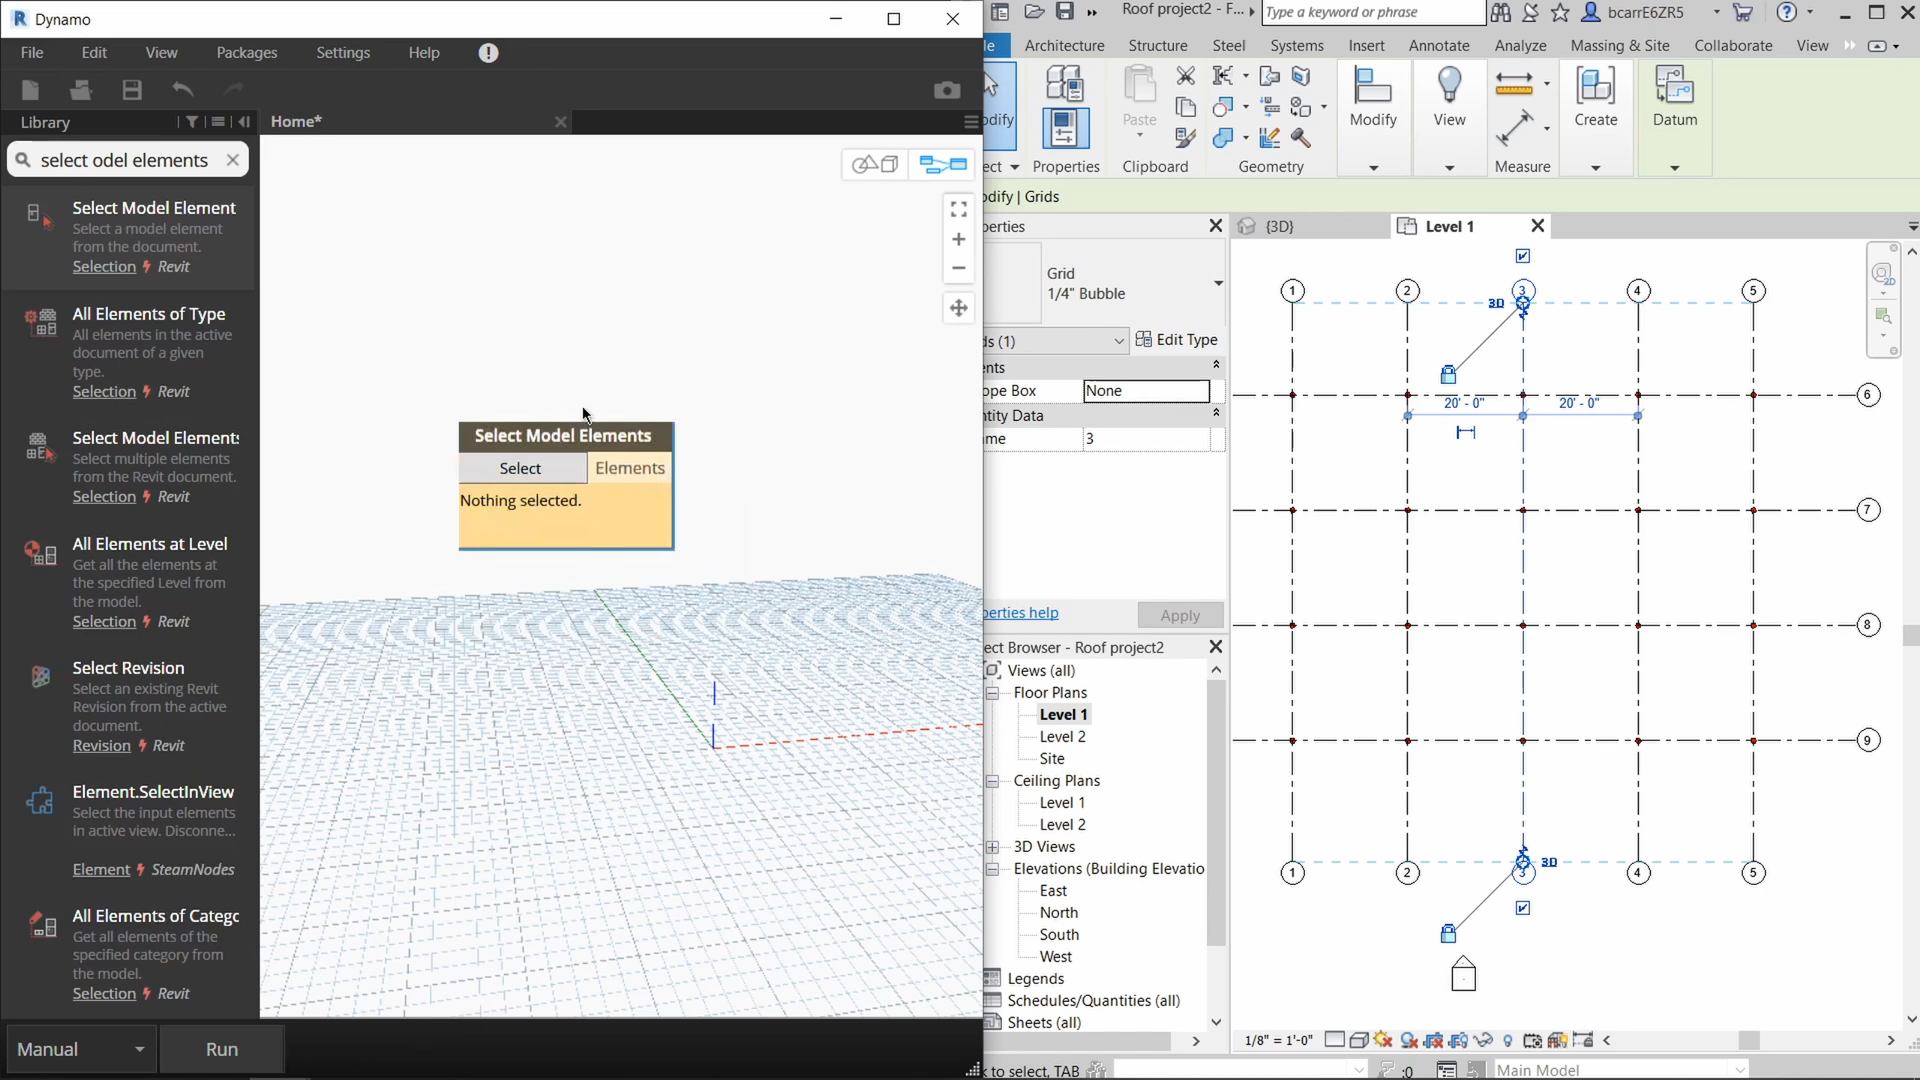 Dynamo
File Edit View Packages Settings Help
Library
Home*
select odel elements
Select Model Element
Select a model element
from the document.
Selection Revit
All Elements of Type
All elements in the active
document of a given
type.
Selection Revit
Select Model Elements
Select multiple elements
from the Revit document.
Selection Revit
All Elements at Level
Get all the elements at
the specified Level from
the model.
Selection Revit
Select Revision
Select an existing Revit
Revision from the active
document.
Revision Revit
Element.SelectInView
Select the input elements
in active view. Disconne...
Element SteamNodes
All Elements of Catego
Get all elements of the
specified category from
the model.
Selection Revit
Manual Run
Select Model Elements
Select Elements
Nothing selected.
Roof project2 - F... Type a keyword or phrase bcarrE6ZR5
le Architecture Structure Steel Systems Insert Annotate Analyze Massing & Site Collaborate View
odify Paste Modify View Create Datum
ect Properties Clipboard Geometry Measure
odify | Grids
perties
{3D} Level 1
Grid
1/4" Bubble
ds (1) Edit Type
ents
ope Box None
ntity Data
me 3
perties help Apply
ect Browser - Roof project2
Views (all)
Floor Plans
Level 1
Level 2
Site
Ceiling Plans
Level 1
Level 2
3D Views
Elevations (Building Elevatio
East
North
South
West
Legends
Schedules/Quantities (all)
Sheets (all)
1 2 3 4 5
3D
6
20' - 0" 20' - 0"
7
8
9
3D
1 2 3 4 5
1/8" = 1'-0"
k to select, TAB :0 Main Model